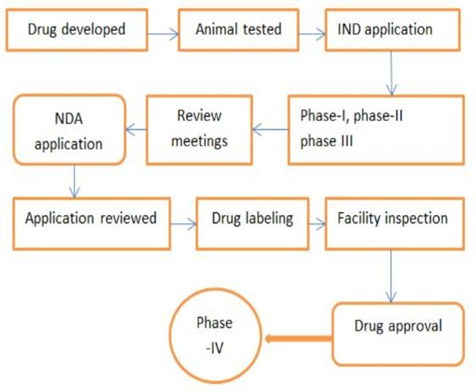 Drug developed
Animal tested
IND application
Phase-I, phase-II
phase III
Review
meetings
NDA
application
Application reviewed
Drug labeling
Facility inspection
Drug approval
Phase
-IV